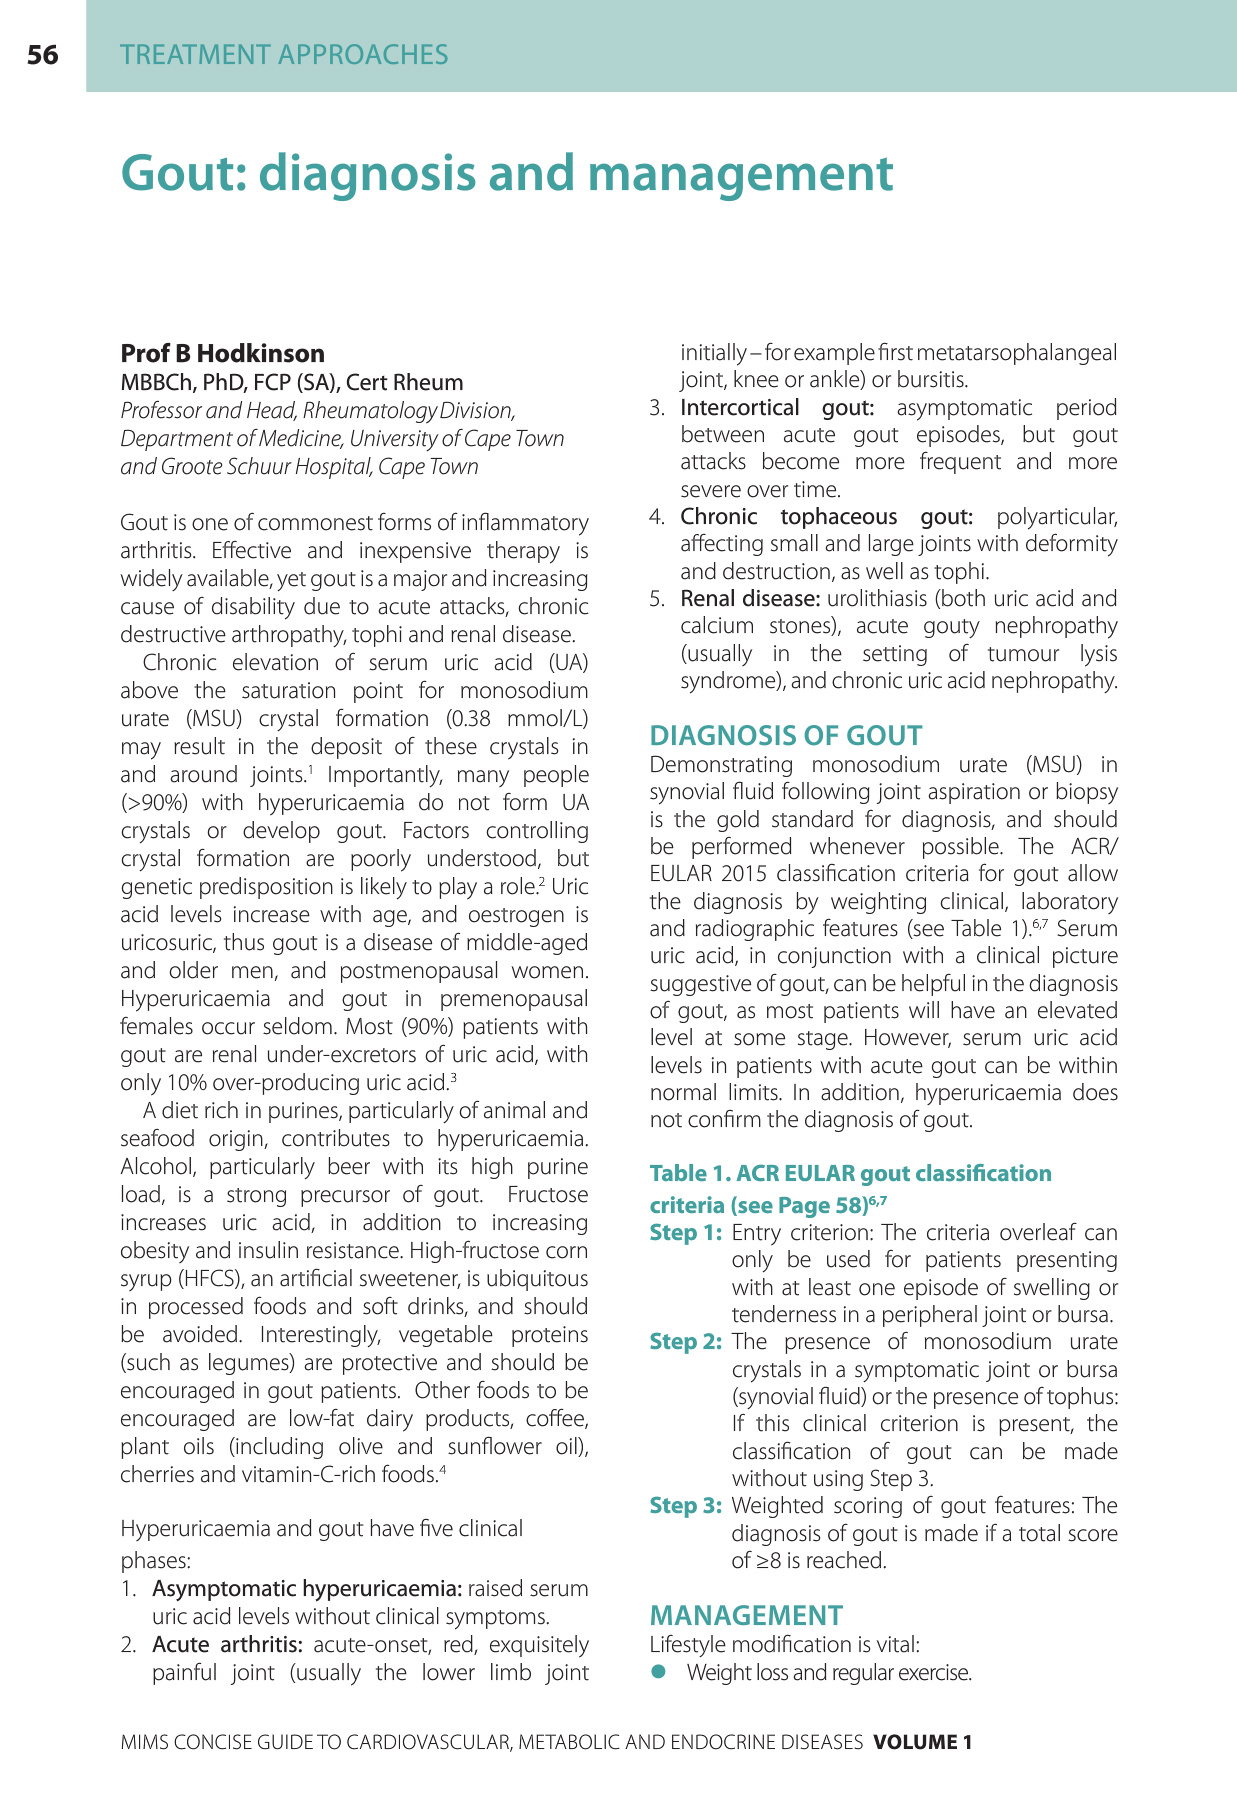 56
TREATMENT APPROACHES
Gout: diagnosis and management
Prof B Hodkinson
MBBCh, PhD, FCP (SA), Cert Rheum
Professor and Head, Rheumatology Division,
Department of Medicine, University of Cape Town
and Groote Schuur Hospital, Cape Town
Gout is one of commonest forms of inflammatory
arthritis. Effective and inexpensive therapy is
widely available, yet gout is a major and increasing
cause of disability due to acute attacks, chronic
destructive arthropathy, tophi and renal disease.
Chronic elevation of serum uric acid (UA)
above the saturation point for monosodium
urate (MSU) crystal formation (0.38 mmol/L)
may result in the deposit of these crystals in
and around joints.1 Importantly, many people
(>90%) with hyperuricaemia do not form UA
crystals or develop gout. Factors controlling
crystal formation are poorly understood, but
genetic predisposition is likely to play a role.2 Uric
acid levels increase with age, and oestrogen is
uricosuric, thus gout is a disease of middle-aged
and older men, and postmenopausal women.
Hyperuricaemia and gout in premenopausal
females occur seldom. Most (90%) patients with
gout are renal under-excretors of uric acid, with
only 10% over-producing uric acid.3
A diet rich in purines, particularly of animal and
seafood origin, contributes to hyperuricaemia.
Alcohol, particularly beer with its high purine
load, is a strong precursor of gout. Fructose
increases uric acid, in addition to increasing
obesity and insulin resistance. High-fructose corn
syrup (HFCS), an artificial sweetener, is ubiquitous
in processed foods and soft drinks, and should
be avoided. Interestingly, vegetable proteins
(such as legumes) are protective and should be
encouraged in gout patients. Other foods to be
encouraged are low-fat dairy products, coffee,
plant oils (including olive and sunflower oil),
cherries and vitamin-C-rich foods.4
Hyperuricaemia and gout have five clinical
phases:
1. Asymptomatic hyperuricaemia: raised serum
uric acid levels without clinical symptoms.
2. Acute arthritis: acute-onset, red, exquisitely
painful joint (usually the lower limb joint
initially – for example first metatarsophalangeal
joint, knee or ankle) or bursitis.
3. Intercortical gout: asymptomatic period
between acute gout episodes, but gout
attacks become more frequent and more
severe over time.
4. Chronic tophaceous gout: polyarticular,
affecting small and large joints with deformity
and destruction, as well as tophi.
5. Renal disease: urolithiasis (both uric acid and
calcium stones), acute gouty nephropathy
(usually in the setting of tumour lysis
syndrome), and chronic uric acid nephropathy.
DIAGNOSIS OF GOUT
Demonstrating monosodium urate (MSU) in
synovial fluid following joint aspiration or biopsy
is the gold standard for diagnosis, and should
be performed whenever possible. The ACR/
EULAR 2015 classification criteria for gout allow
the diagnosis by weighting clinical, laboratory
and radiographic features (see Table 1).6,7 Serum
uric acid, in conjunction with a clinical picture
suggestive of gout, can be helpful in the diagnosis
of gout, as most patients will have an elevated
level at some stage. However, serum uric acid
levels in patients with acute gout can be within
normal limits. In addition, hyperuricaemia does
not confirm the diagnosis of gout.
Table 1. ACR EULAR gout classification
criteria (see Page 58)6,7
Step 1: Entry criterion: The criteria overleaf can
only be used for patients presenting
with at least one episode of swelling or
tenderness in a peripheral joint or bursa.
Step 2: The presence of monosodium urate
crystals in a symptomatic joint or bursa
(synovial fluid) or the presence of tophus:
If this clinical criterion is present, the
classification of gout can be made
without using Step 3.
Step 3: Weighted scoring of gout features: The
diagnosis of gout is made if a total score
of ≥8 is reached.
MANAGEMENT
Lifestyle modification is vital:
● Weight loss and regular exercise.
MIMS CONCISE GUIDE TO CARDIOVASCULAR, METABOLIC AND ENDOCRINE DISEASES VOLUME 1